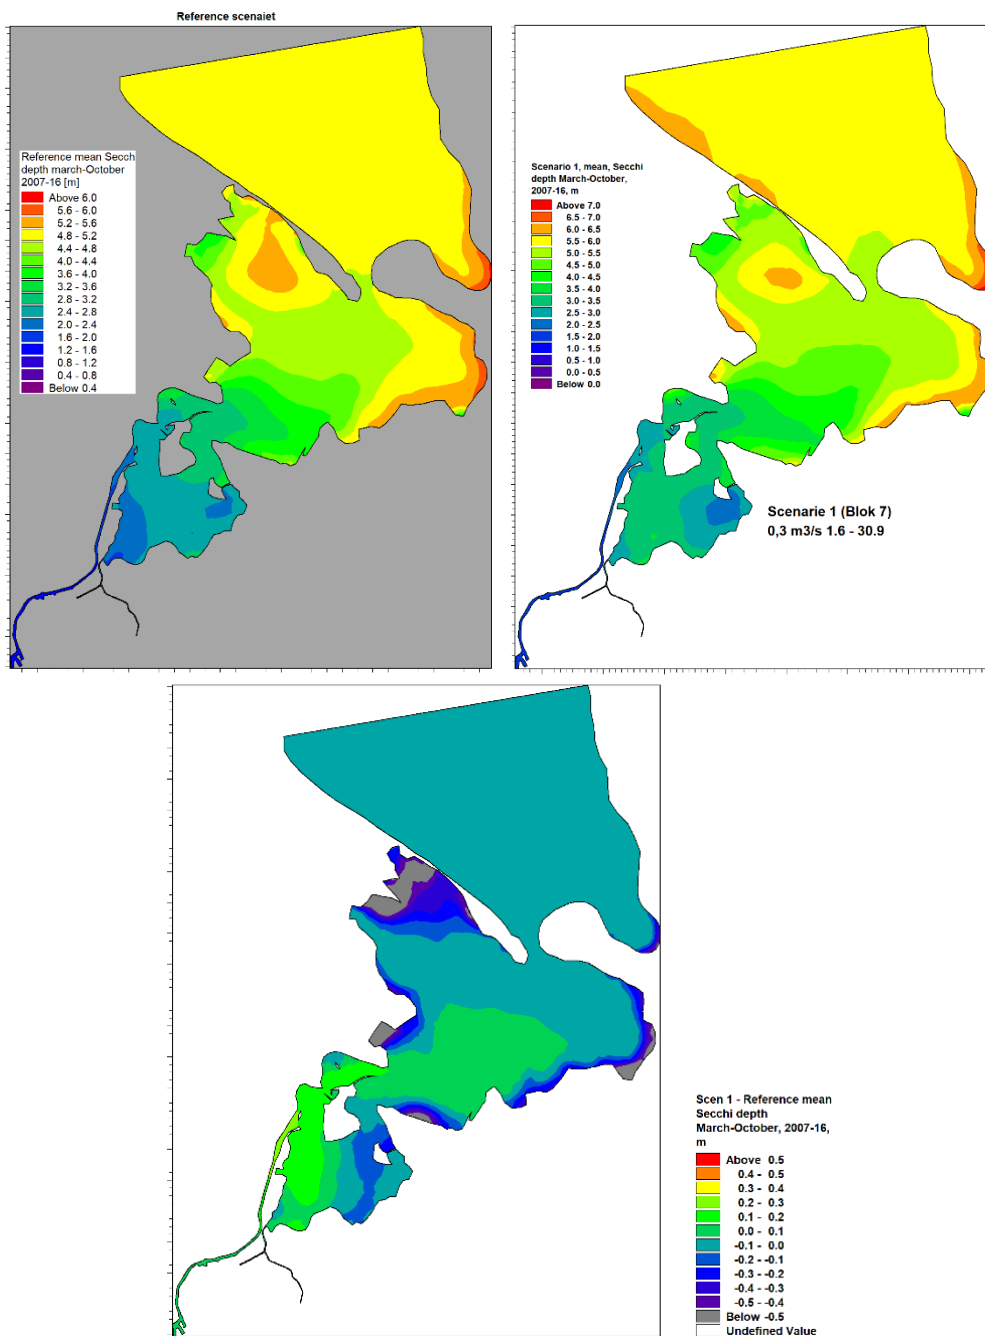 Reference scenaiet
Reference mean Secch
depth march-October
2007-16 [m]
Above 6.0
5.6 - 6.0
5.2 - 5.6
4.8 - 5.2
4.4 - 4.8
4.0 - 4.4
3.6 - 4.0
3.2 - 3.6
2.8 - 3.2
2.4 - 2.8
2.0 - 2.4
1.6 - 2.0
1.2 - 1.6
0.8 - 1.2
0.4 - 0.8
Below 0.4
Scenario 1, mean, Secchi
depth March-October,
2007-16, m
Above 7.0
6.5 - 7.0
6.0 - 6.5
5.5 - 6.0
5.0 - 5.5
4.5 - 5.0
4.0 - 4.5
3.5 - 4.0
3.0 - 3.5
2.5 - 3.0
2.0 - 2.5
1.5 - 2.0
1.0 - 1.5
0.5 - 1.0
0.0 - 0.5
Below 0.0
Scenarie 1 (Blok 7)
0,3 m3/s 1.6 - 30.9
Scen 1 - Reference mean
Secchi depth
March-October, 2007-16,
m
Above 0.5
0.4 - 0.5
0.3 - 0.4
0.2 - 0.3
0.1 - 0.2
0.0 - 0.1
-0.1 - 0.0
-0.2 - -0.1
-0.3 - -0.2
-0.4 - -0.3
-0.5 - -0.4
Below -0.5
Undefined Value